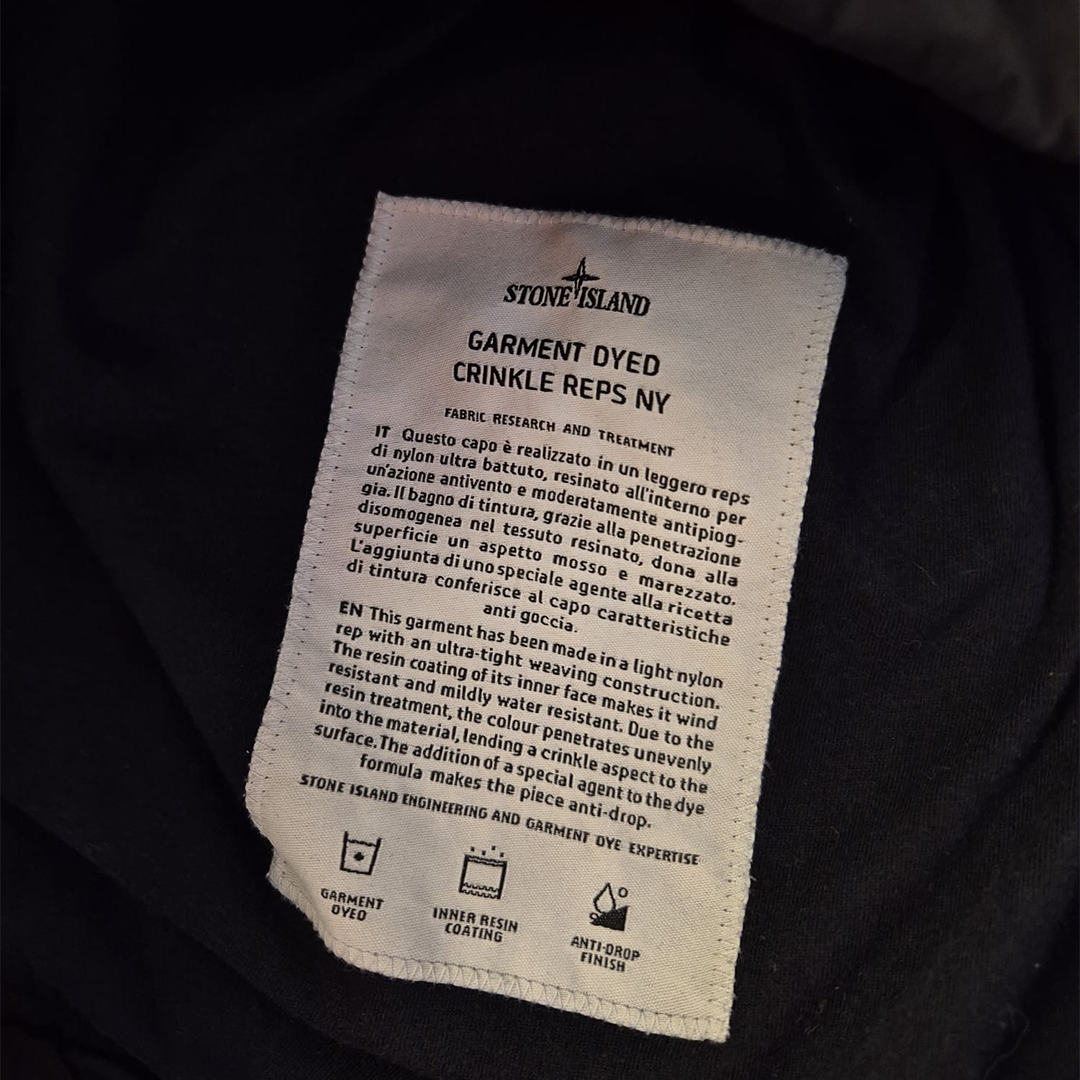 STONE ISLAND
GARMENT DYED
CRINKLE REPS NY
FABRIC RESEARCH AND TREATMENT
IT Questo capo è realizzato in un leggero reps
di nylon ultra battuto, resinato all'interno per
un'azione antivento e moderatamente antipiog-
gia. Il bagno di tintura, grazie alla penetrazione
disomogenea nel tessuto resinato, dona alla
superficie un aspetto mosso e marezzato.
L'aggiunta di uno speciale agente alla ricetta
di tintura conferisce al capo caratteristiche
anti goccia.
EN This garment has been made in a light nylon
rep with an ultra-tight weaving construction.
The resin coating of its inner face makes it wind
resistant and mildly water resistant. Due to the
resin treatment, the colour penetrates unevenly
into the material, lending a crinkle aspect to the
surface. The addition of a special agent to the dye
formula makes the piece anti-drop.
STONE ISLAND ENGINEERING AND GARMENT DYE EXPERTISE
GARMENT
DYED
INNER RESIN
COATING
ANTI-DROP
FINISH